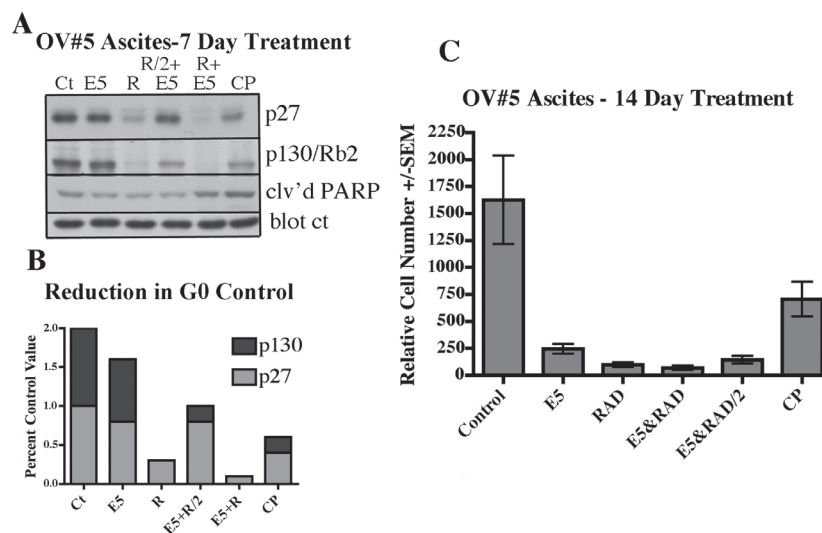 A
OV#5 Ascites-7 Day Treatment
R/2+ R+
Ct E5 R E5 E5 CP
p27
p130/Rb2
clv'd PARP
blot ct
B
Reduction in G0 Control
Percent Control Value
2.0
1.5
1.0
0.5
0.0
p130
p27
Ct E5 R E5+R/2 E5+R CP
C
OV#5 Ascites - 14 Day Treatment
Relative Cell Number +/-SEM
2250
2000
1750
1500
1250
1000
750
500
250
0
Control E5 RAD E5&RAD E5&RAD/2 CP